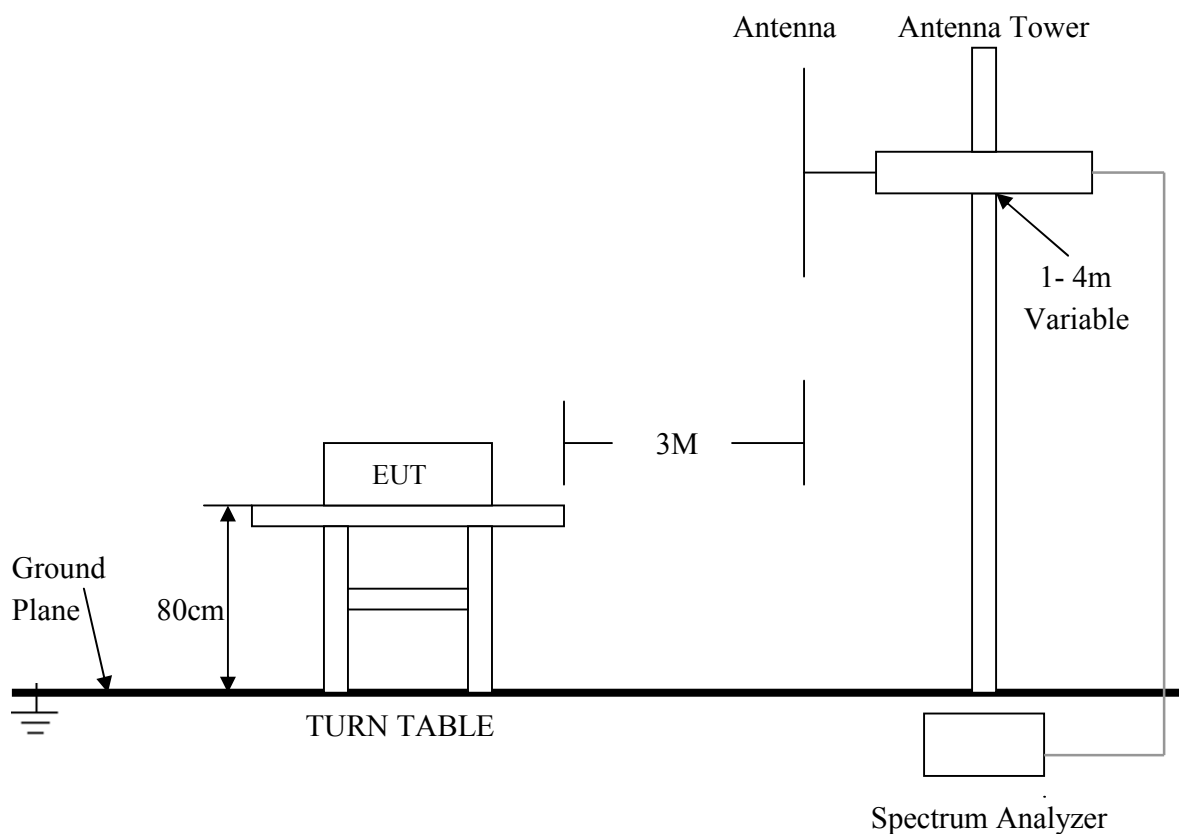 Antenna
Antenna Tower
1- 4m
Variable
3M
EUT
Ground
Plane
80cm
TURN TABLE
Spectrum Analyzer